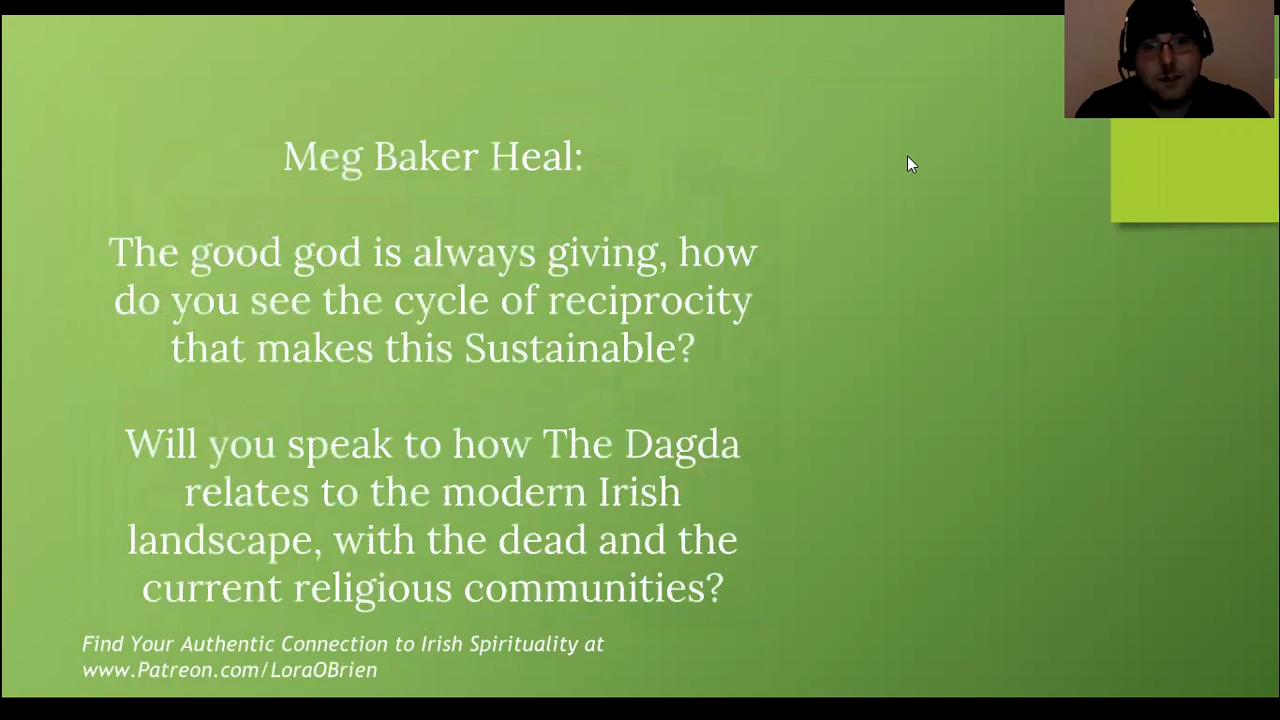 Meg Baker Heal:
The good god is always giving, how
do you see the cycle of reciprocity
that makes this Sustainable?
Will you speak to how The Dagda
relates to the modern Irish
landscape, with the dead and the
current religious communities?
Find Your Authentic Connection to Irish Spirituality at
www.Patreon.com/LoraOBrien